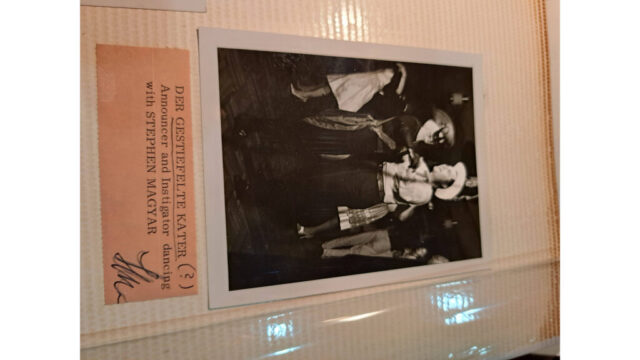 DER GESTIEFELTE KATER (?)
Announcer and Instigator dancing
with STEPHEN MAGYAR